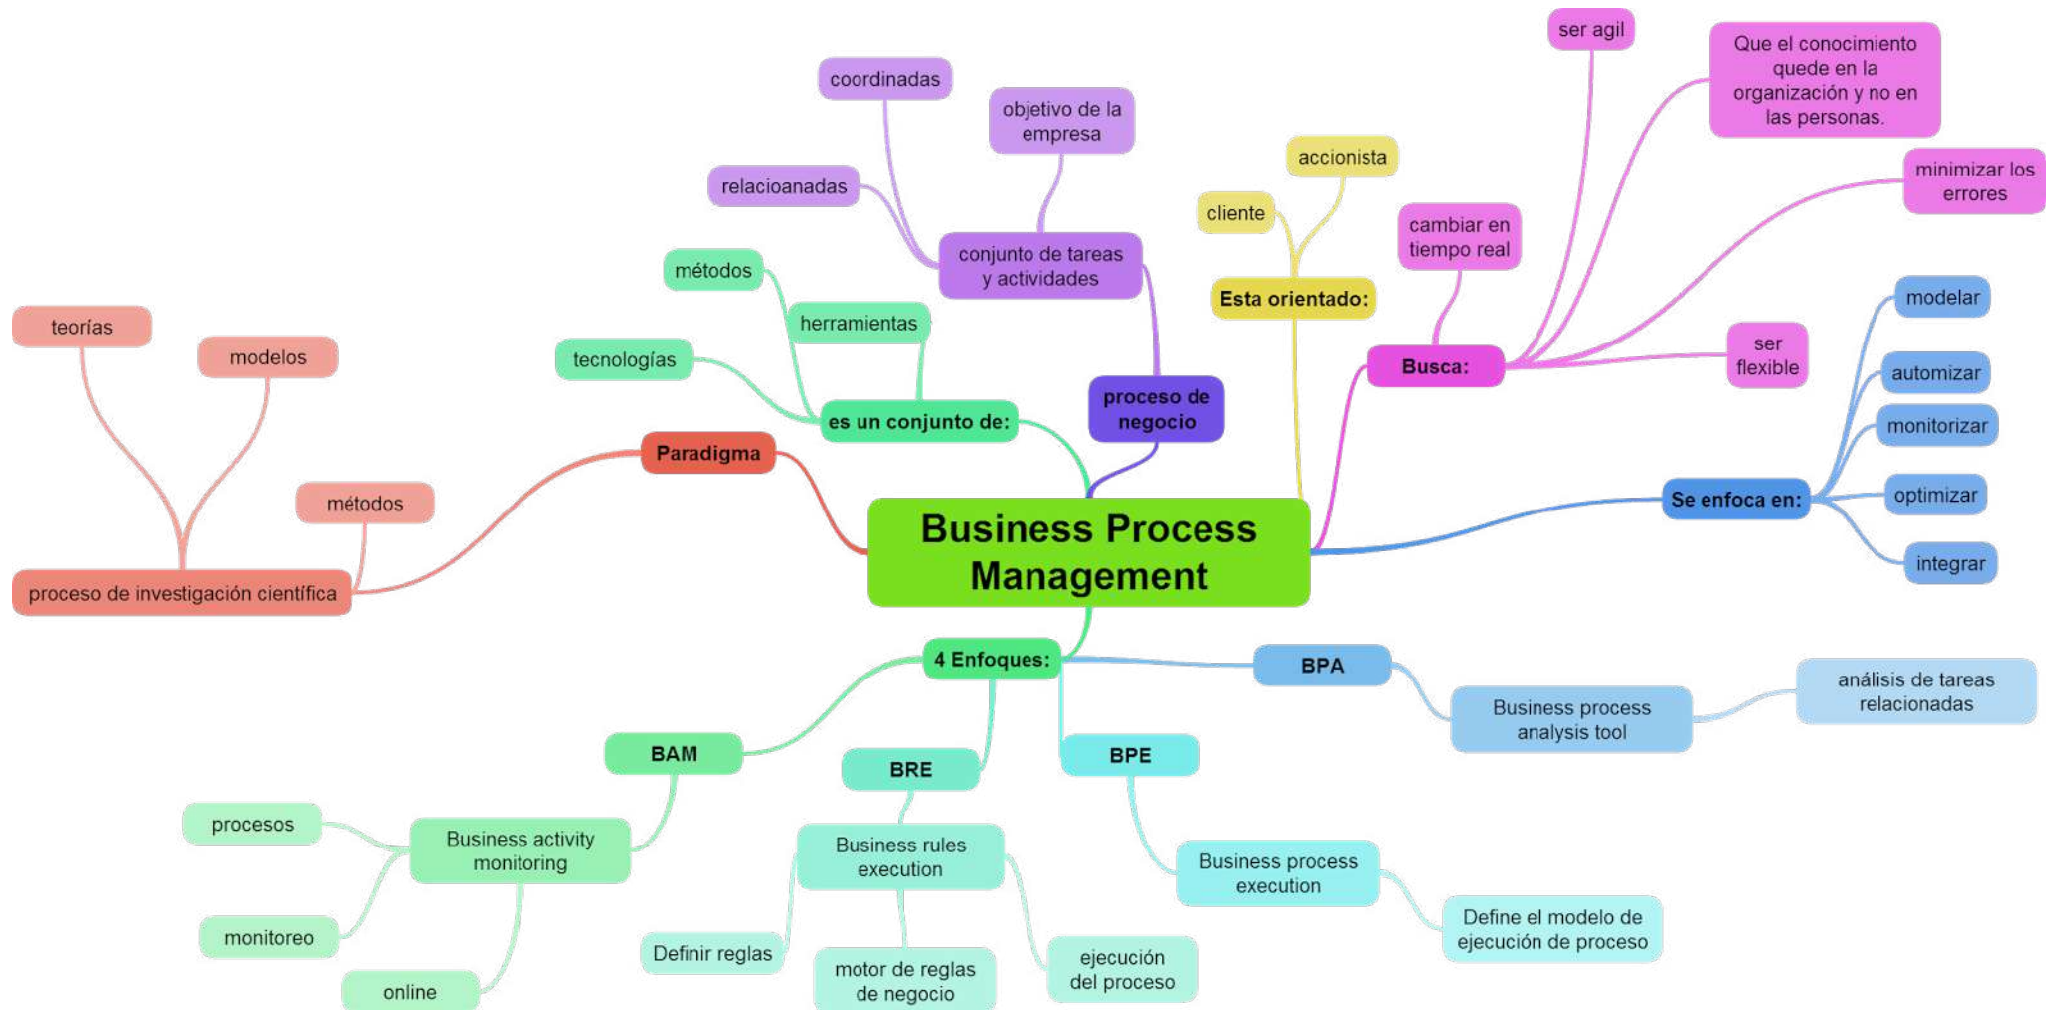 ser agil
Que el conocimiento
quede en la
organización y no en
las personas.
coordinadas
objetivo de la
empresa
accionista
minimizar los
errores
relacioanadas
cliente
cambiar en
tiempo real
conjunto de tareas
y actividades
métodos
Esta orientado:
modelar
herramientas
teorías
modelos
tecnologías
ser
flexible
Busca:
automizar
proceso de
negocio
es un conjunto de:
monitorizar
Paradigma
métodos
Se enfoca en:
optimizar
Business Process
Management
integrar
proceso de investigación científica
4 Enfoques:
BPA
análisis de tareas
relacionadas
Business process
analysis tool
BAM
BRE
BPE
procesos
Business activity
monitoring
Business rules
execution
Business process
execution
monitoreo
Definir reglas
Define el modelo de
ejecución de proceso
online
motor de reglas
de negocio
ejecución
del proceso